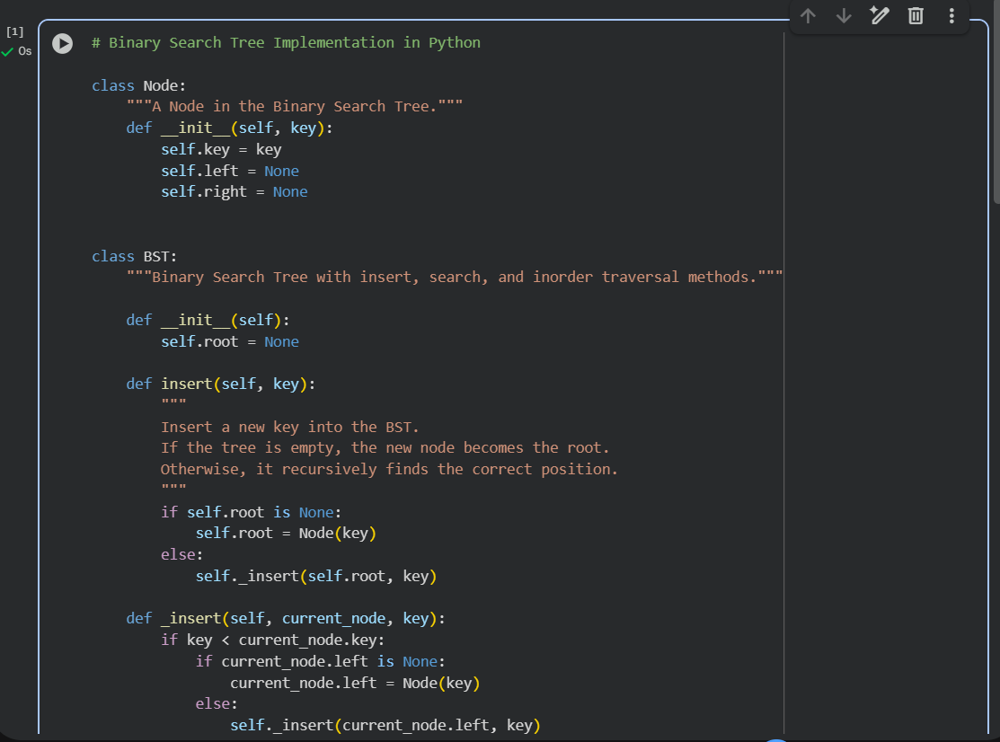 [1]
0s
# Binary Search Tree Implementation in Python
class Node:
    """A Node in the Binary Search Tree."""
    def __init__(self, key):
        self.key = key
        self.left = None
        self.right = None
class BST:
    """Binary Search Tree with insert, search, and inorder traversal methods."""
    def __init__(self):
        self.root = None
    def insert(self, key):
        """
        Insert a new key into the BST.
        If the tree is empty, the new node becomes the root.
        Otherwise, it recursively finds the correct position.
        """
        if self.root is None:
            self.root = Node(key)
        else:
            self._insert(self.root, key)
    def _insert(self, current_node, key):
        if key < current_node.key:
            if current_node.left is None:
                current_node.left = Node(key)
            else:
                self._insert(current_node.left, key)